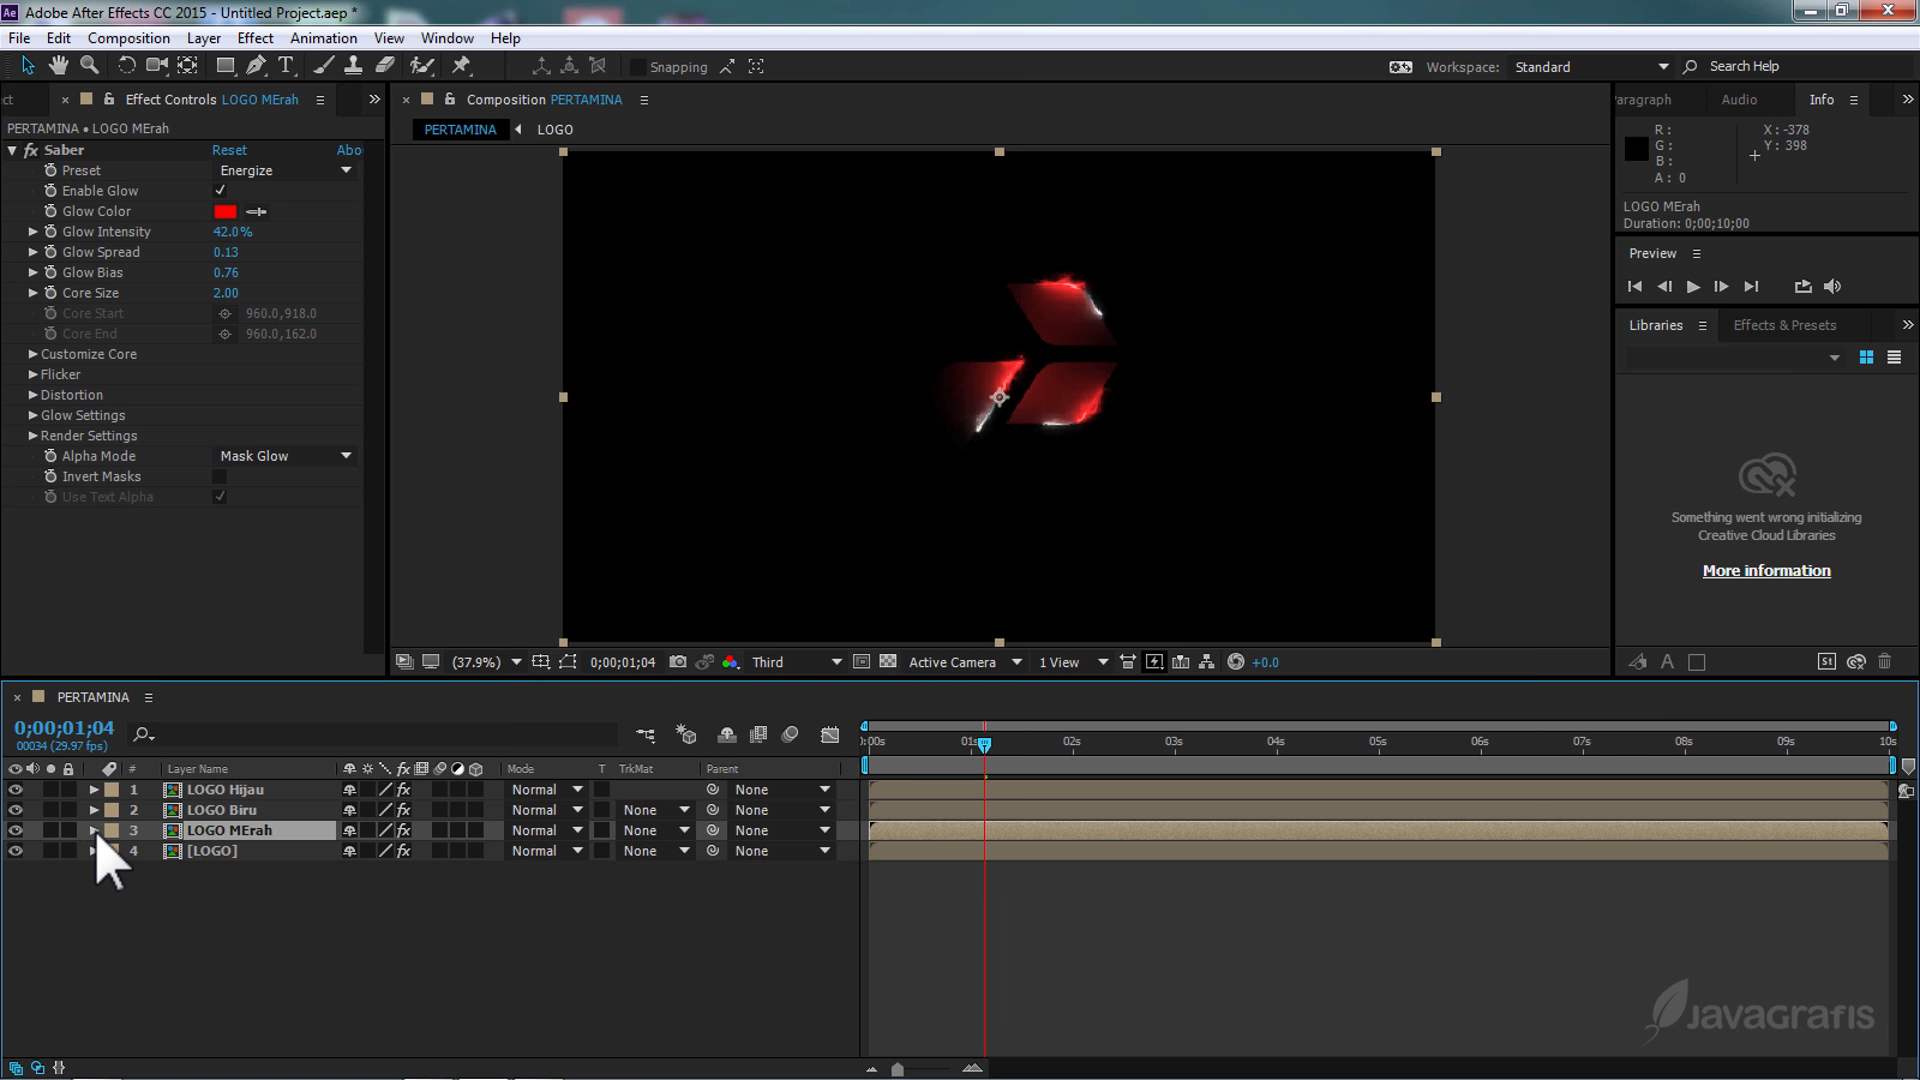 Ae Adobe After Effects CC 2015 - Untitled Project.aep *
File Edit Composition Layer Effect Animation View Window Help
Snapping Workspace: Standard Search Help
ct Effect Controls LOGO MErah
Composition PERTAMINA
aragraph Audio Info
PERTAMINA • LOGO MErah
PERTAMINA LOGO
R: X: -378
G: Y: 398
B:
A: 0
fx Saber Reset Abo
Preset Energize
Enable Glow
Glow Color
Glow Intensity 42.0%
Glow Spread 0.13
Glow Bias 0.76
Core Size 2.00
Core Start 960.0,918.0
Core End 960.0,162.0
Customize Core
Flicker
Distortion
Glow Settings
Render Settings
Alpha Mode Mask Glow
Invert Masks
Use Text Alpha
LOGO MErah
Duration: 0;00;10;00
Preview
Libraries Effects & Presets
Something went wrong initializing
Creative Cloud Libraries
More information
(37.9%) 0;00;01;04 Third Active Camera 1 View +0.0
A St
PERTAMINA
0;00;01;04
00034 (29.97 fps)
):00s 01s 02s 03s 04s 05s 06s 07s 08s 09s 10s
# Layer Name fx Mode T TrkMat Parent
1 LOGO Hijau fx Normal None
2 LOGO Biru fx Normal None None
3 LOGO MErah fx Normal None None
4 [LOGO] fx Normal None None
javagrafis